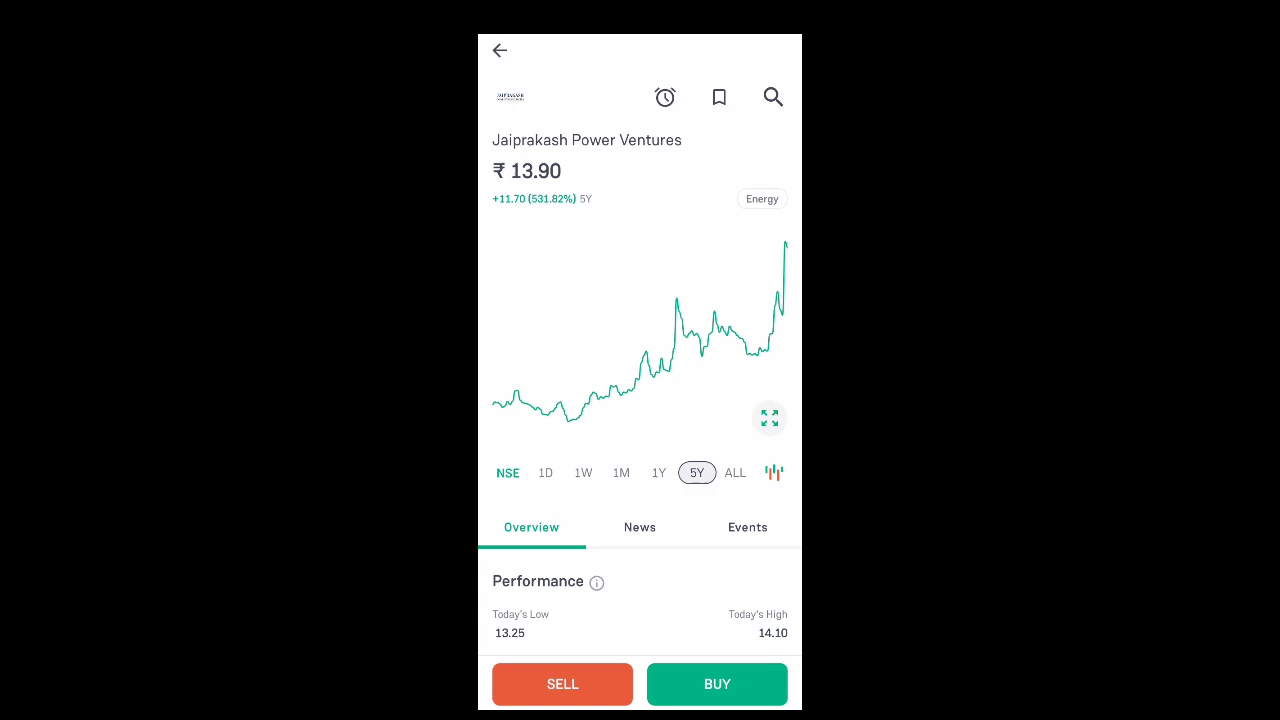 JAIPRAKASH
Jaiprakash Power Ventures
₹ 13.90
+11.70 (531.82%) 5Y
Energy
NSE 1D 1W 1M 1Y 5Y ALL
Overview News Events
Performance
Today's Low Today's High
13.25 14.10
SELL BUY